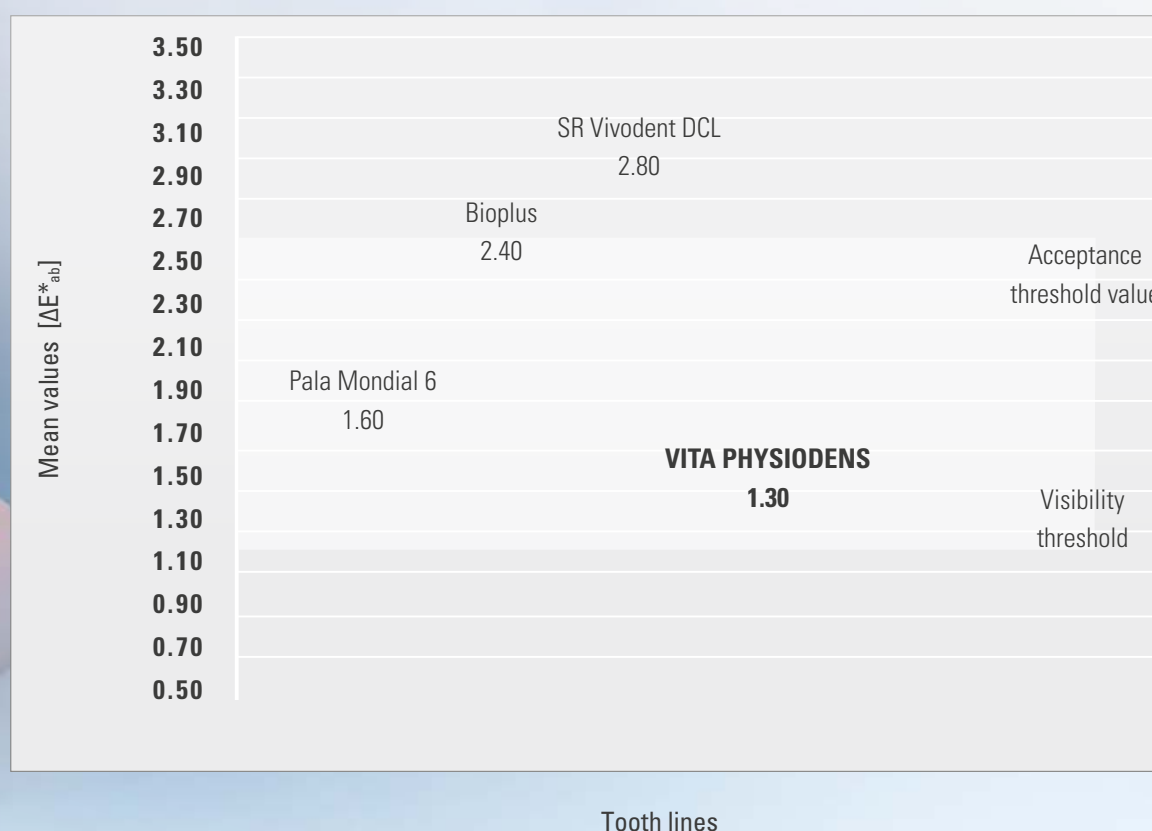 3.50
3.30
3.10
2.90
2.70
2.50
2.30
2.10
1.90
1.70
1.50
1.30
1.10
0.90
0.70
0.50
Mean values [ΔE*ab]
SR Vivodent DCL
2.80
Bioplus
2.40
Acceptance
threshold value
Pala Mondial 6
1.60
VITA PHYSIODENS
1.30
Visibility
threshold
Tooth lines